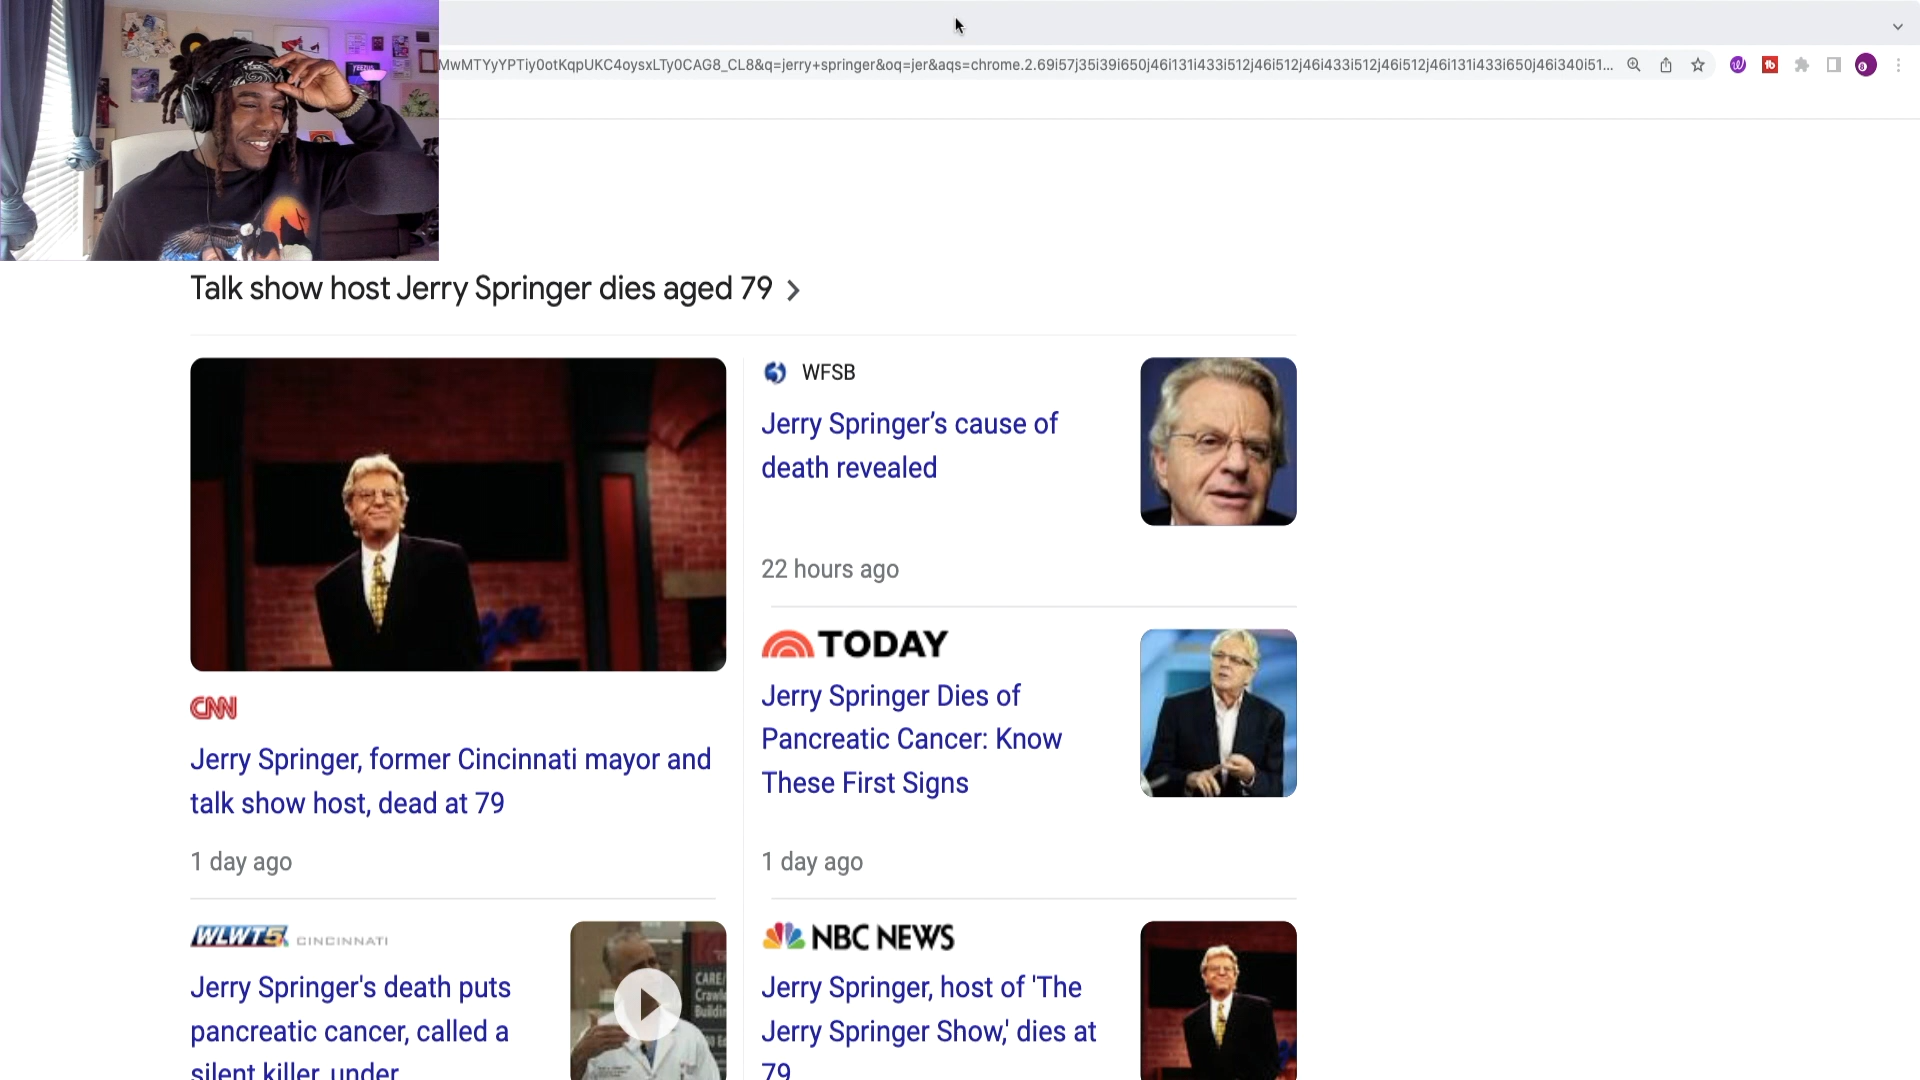 MwMTYyYPTiy0otKqpUKC4oysxLTy0CAG8_CL8&q=jerry+springer&oq=jer&aqs=chrome.2.69i57j35i39i650j46i131i433i512j46i512j46i433i512j46i512j46i131i433i650j46i340i51...
Talk show host Jerry Springer dies aged 79
CNN
Jerry Springer, former Cincinnati mayor and
talk show host, dead at 79
1 day ago
WFSB
Jerry Springer’s cause of
death revealed
22 hours ago
TODAY
Jerry Springer Dies of
Pancreatic Cancer: Know
These First Signs
1 day ago
WLWT5 CINCINNATI
Jerry Springer's death puts
pancreatic cancer, called a
silent killer, under
CARE/
Crawle
Buildin
NBC NEWS
Jerry Springer, host of 'The
Jerry Springer Show,' dies at
79